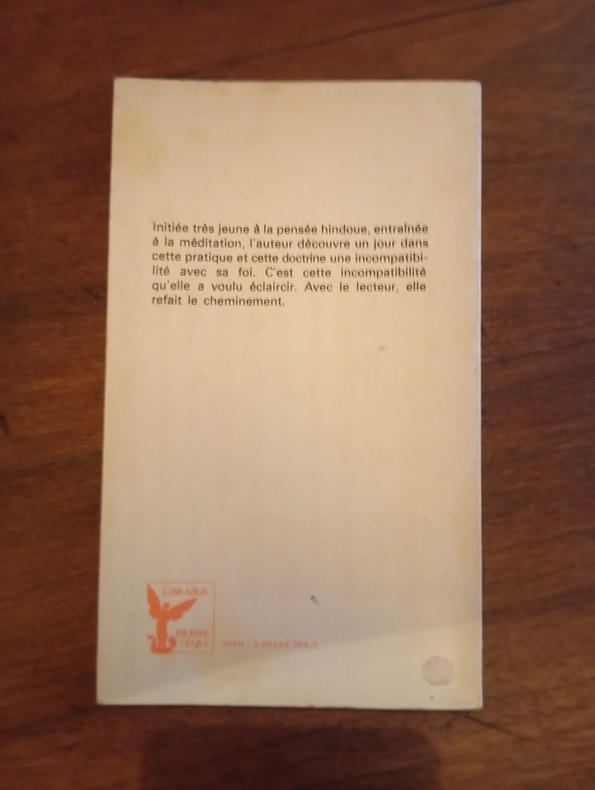 Initiée très jeune à la pensée hindoue, entraînée
à la méditation, l'auteur découvre un jour dans
cette pratique et cette doctrine une incompatibi-
lité avec sa foi. C'est cette incompatibilité
qu'elle a voulu éclaircir. Avec le lecteur, elle
refait le cheminement.
LIBRAIRIE
PIERRE
TEQUI
ISBN